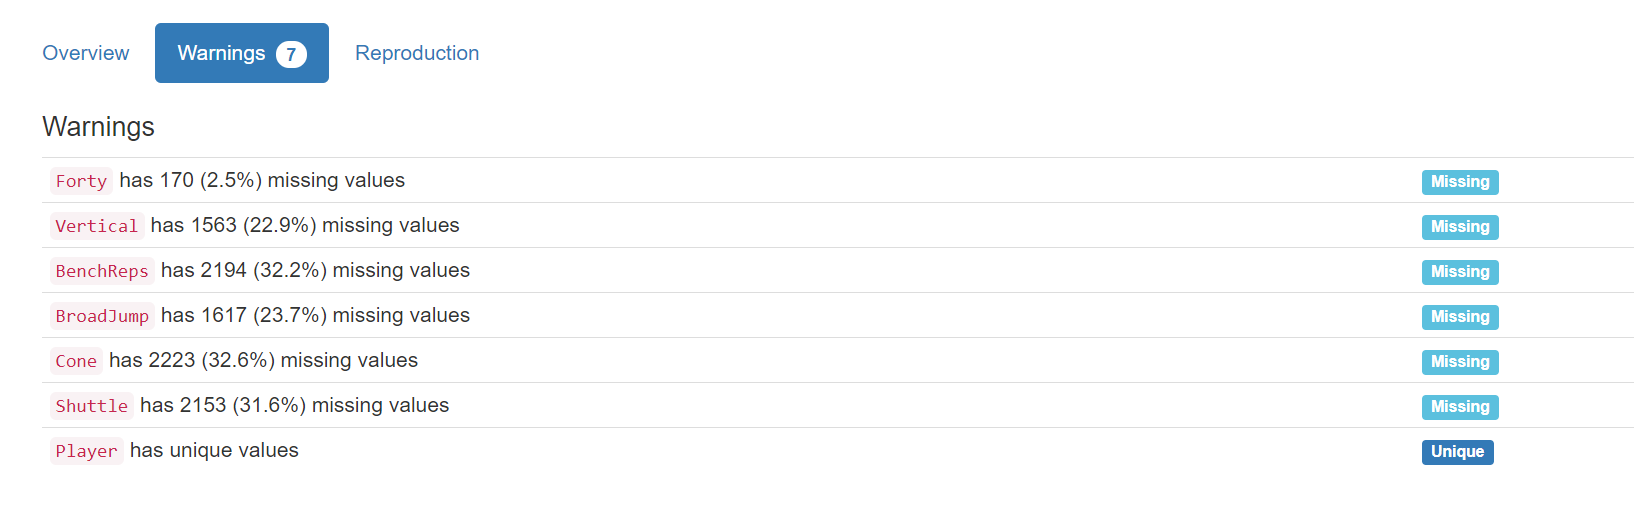 Overview Warnings 7 Reproduction
Warnings
Forty has 170 (2.5%) missing values Missing
Vertical has 1563 (22.9%) missing values Missing
BenchReps has 2194 (32.2%) missing values Missing
BroadJump has 1617 (23.7%) missing values Missing
Cone has 2223 (32.6%) missing values Missing
Shuttle has 2153 (31.6%) missing values Missing
Player has unique values Unique